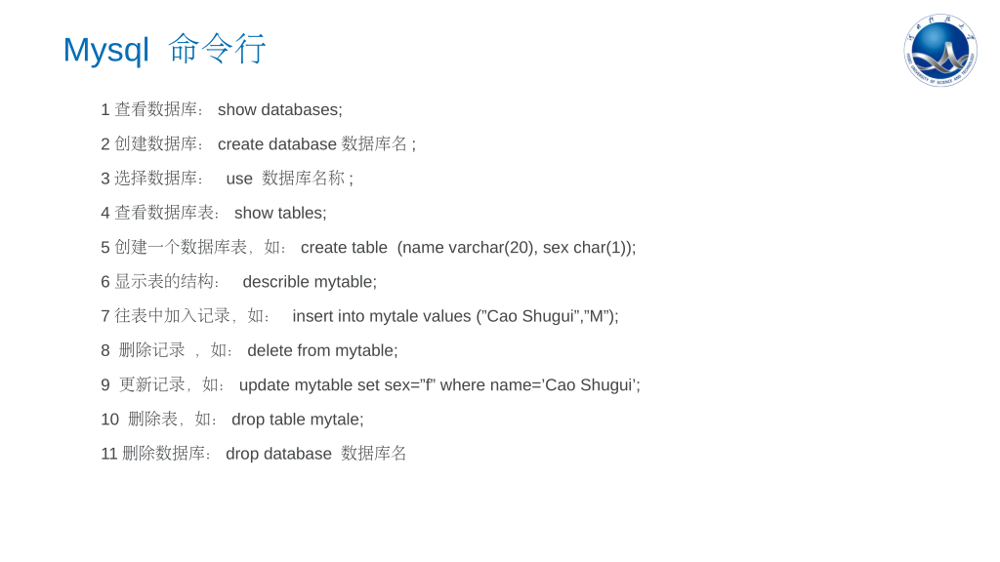 Mysql 命令行
1 查看数据库： show databases;
2 创建数据库： create database 数据库名 ;
3 选择数据库： use 数据库名称 ;
4 查看数据库表： show tables;
5 创建一个数据库表，如： create table (name varchar(20), sex char(1));
6 显示表的结构： describle mytable;
7 往表中加入记录，如： insert into mytale values (”Cao Shugui”,”M”);
8 删除记录 ，如： delete from mytable;
9 更新记录，如： update mytable set sex=”f” where name=’Cao Shugui’;
10 删除表，如： drop table mytale;
11 删除数据库： drop database 数据库名